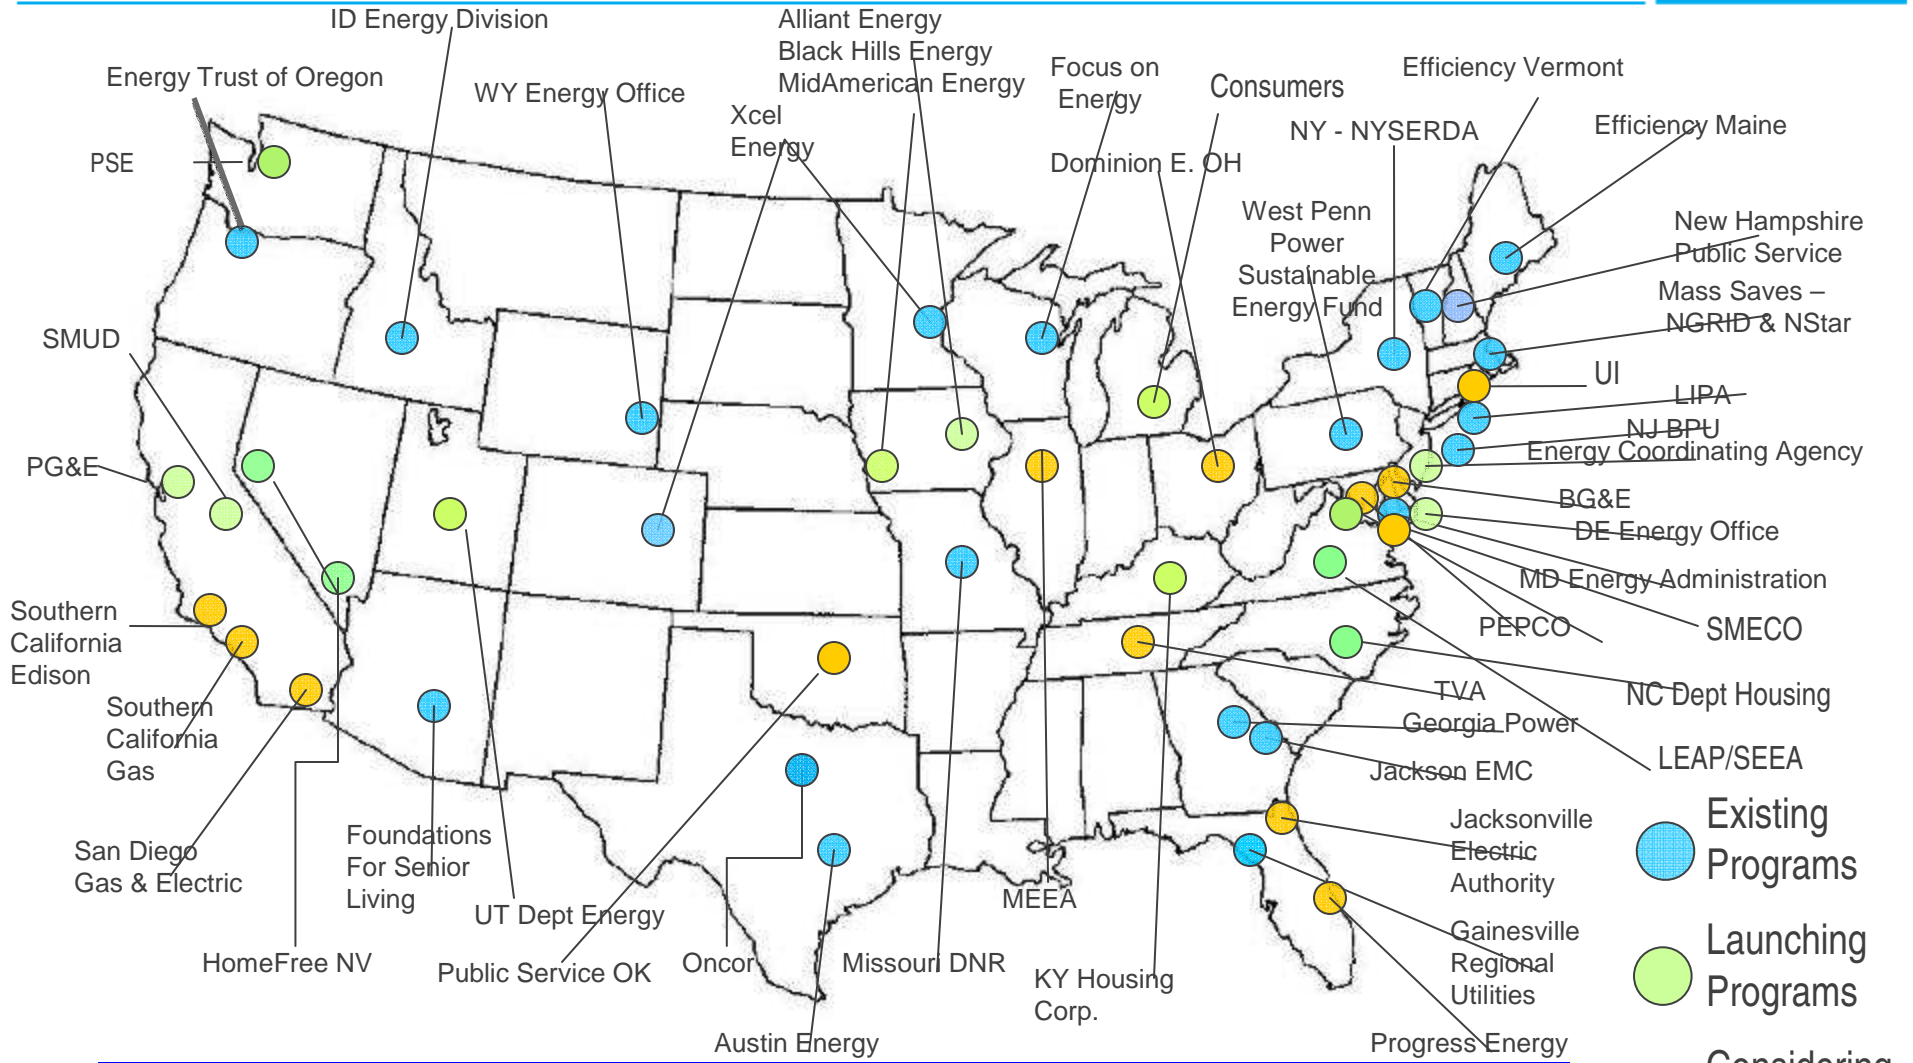 ID Energy Division
Alliant Energy
Black Hills Energy
MidAmerican Energy
Energy Trust of Oregon
WY Energy Office
Xcel
Energy
Focus on
Energy
Consumers
Efficiency Vermont
NY - NYSERDA
Efficiency Maine
PSE
Dominion E. OH
West Penn
Power
Sustainable
Energy Fund
New Hampshire
Public Service
Mass Saves –
NGRID & NStar
SMUD
UI
LIPA
NJ BPU
Energy Coordinating Agency
PG&E
BG&E
DE Energy Office
MD Energy Administration
PEPCO
SMECO
Southern
California
Edison
TVA
NC Dept Housing
Georgia Power
Southern
California
Gas
LEAP/SEEA
Jackson EMC
San Diego
Gas & Electric
Foundations
For Senior
Living
Jacksonville
Electric
Authority
MEEA
UT Dept Energy
HomeFree NV
Public Service OK
Oncor
Missouri DNR
KY Housing
Corp.
Gainesville
Regional
Utilities
Austin Energy
Progress Energy
Existing
Programs
Launching
Programs
Considering